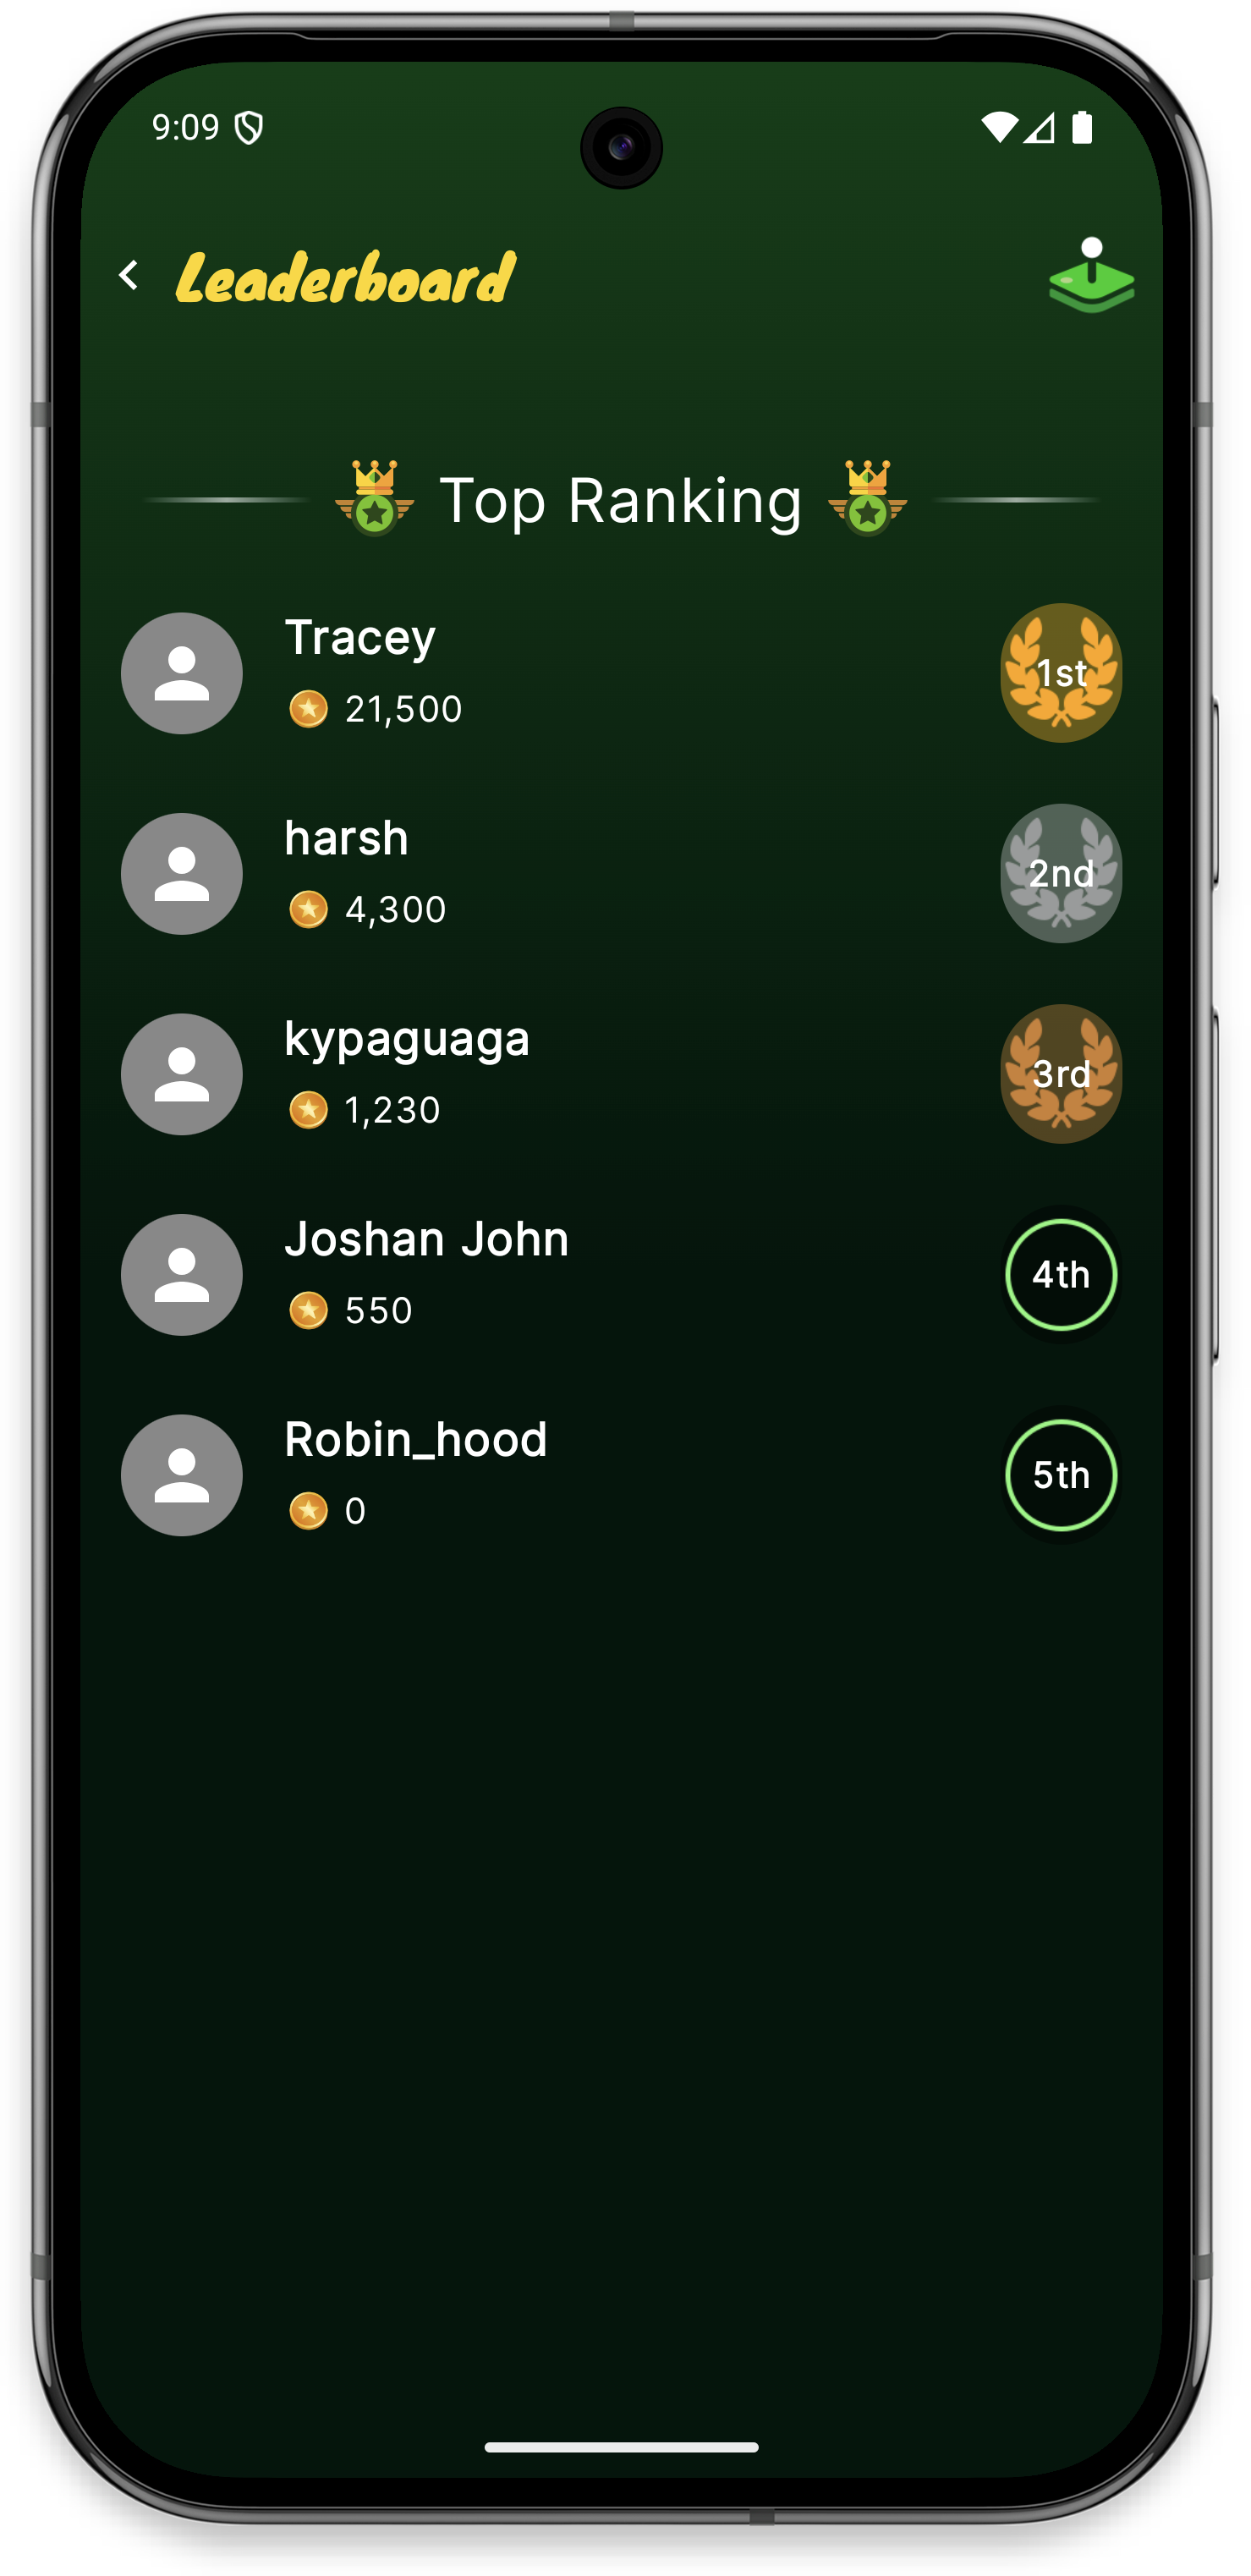 9:09
Leaderboard
Top Ranking
Tracey
21,500
1st
harsh
4,300
2nd
kypaguaga
1,230
3rd
Joshan John
550
4th
Robin_hood
0
5th